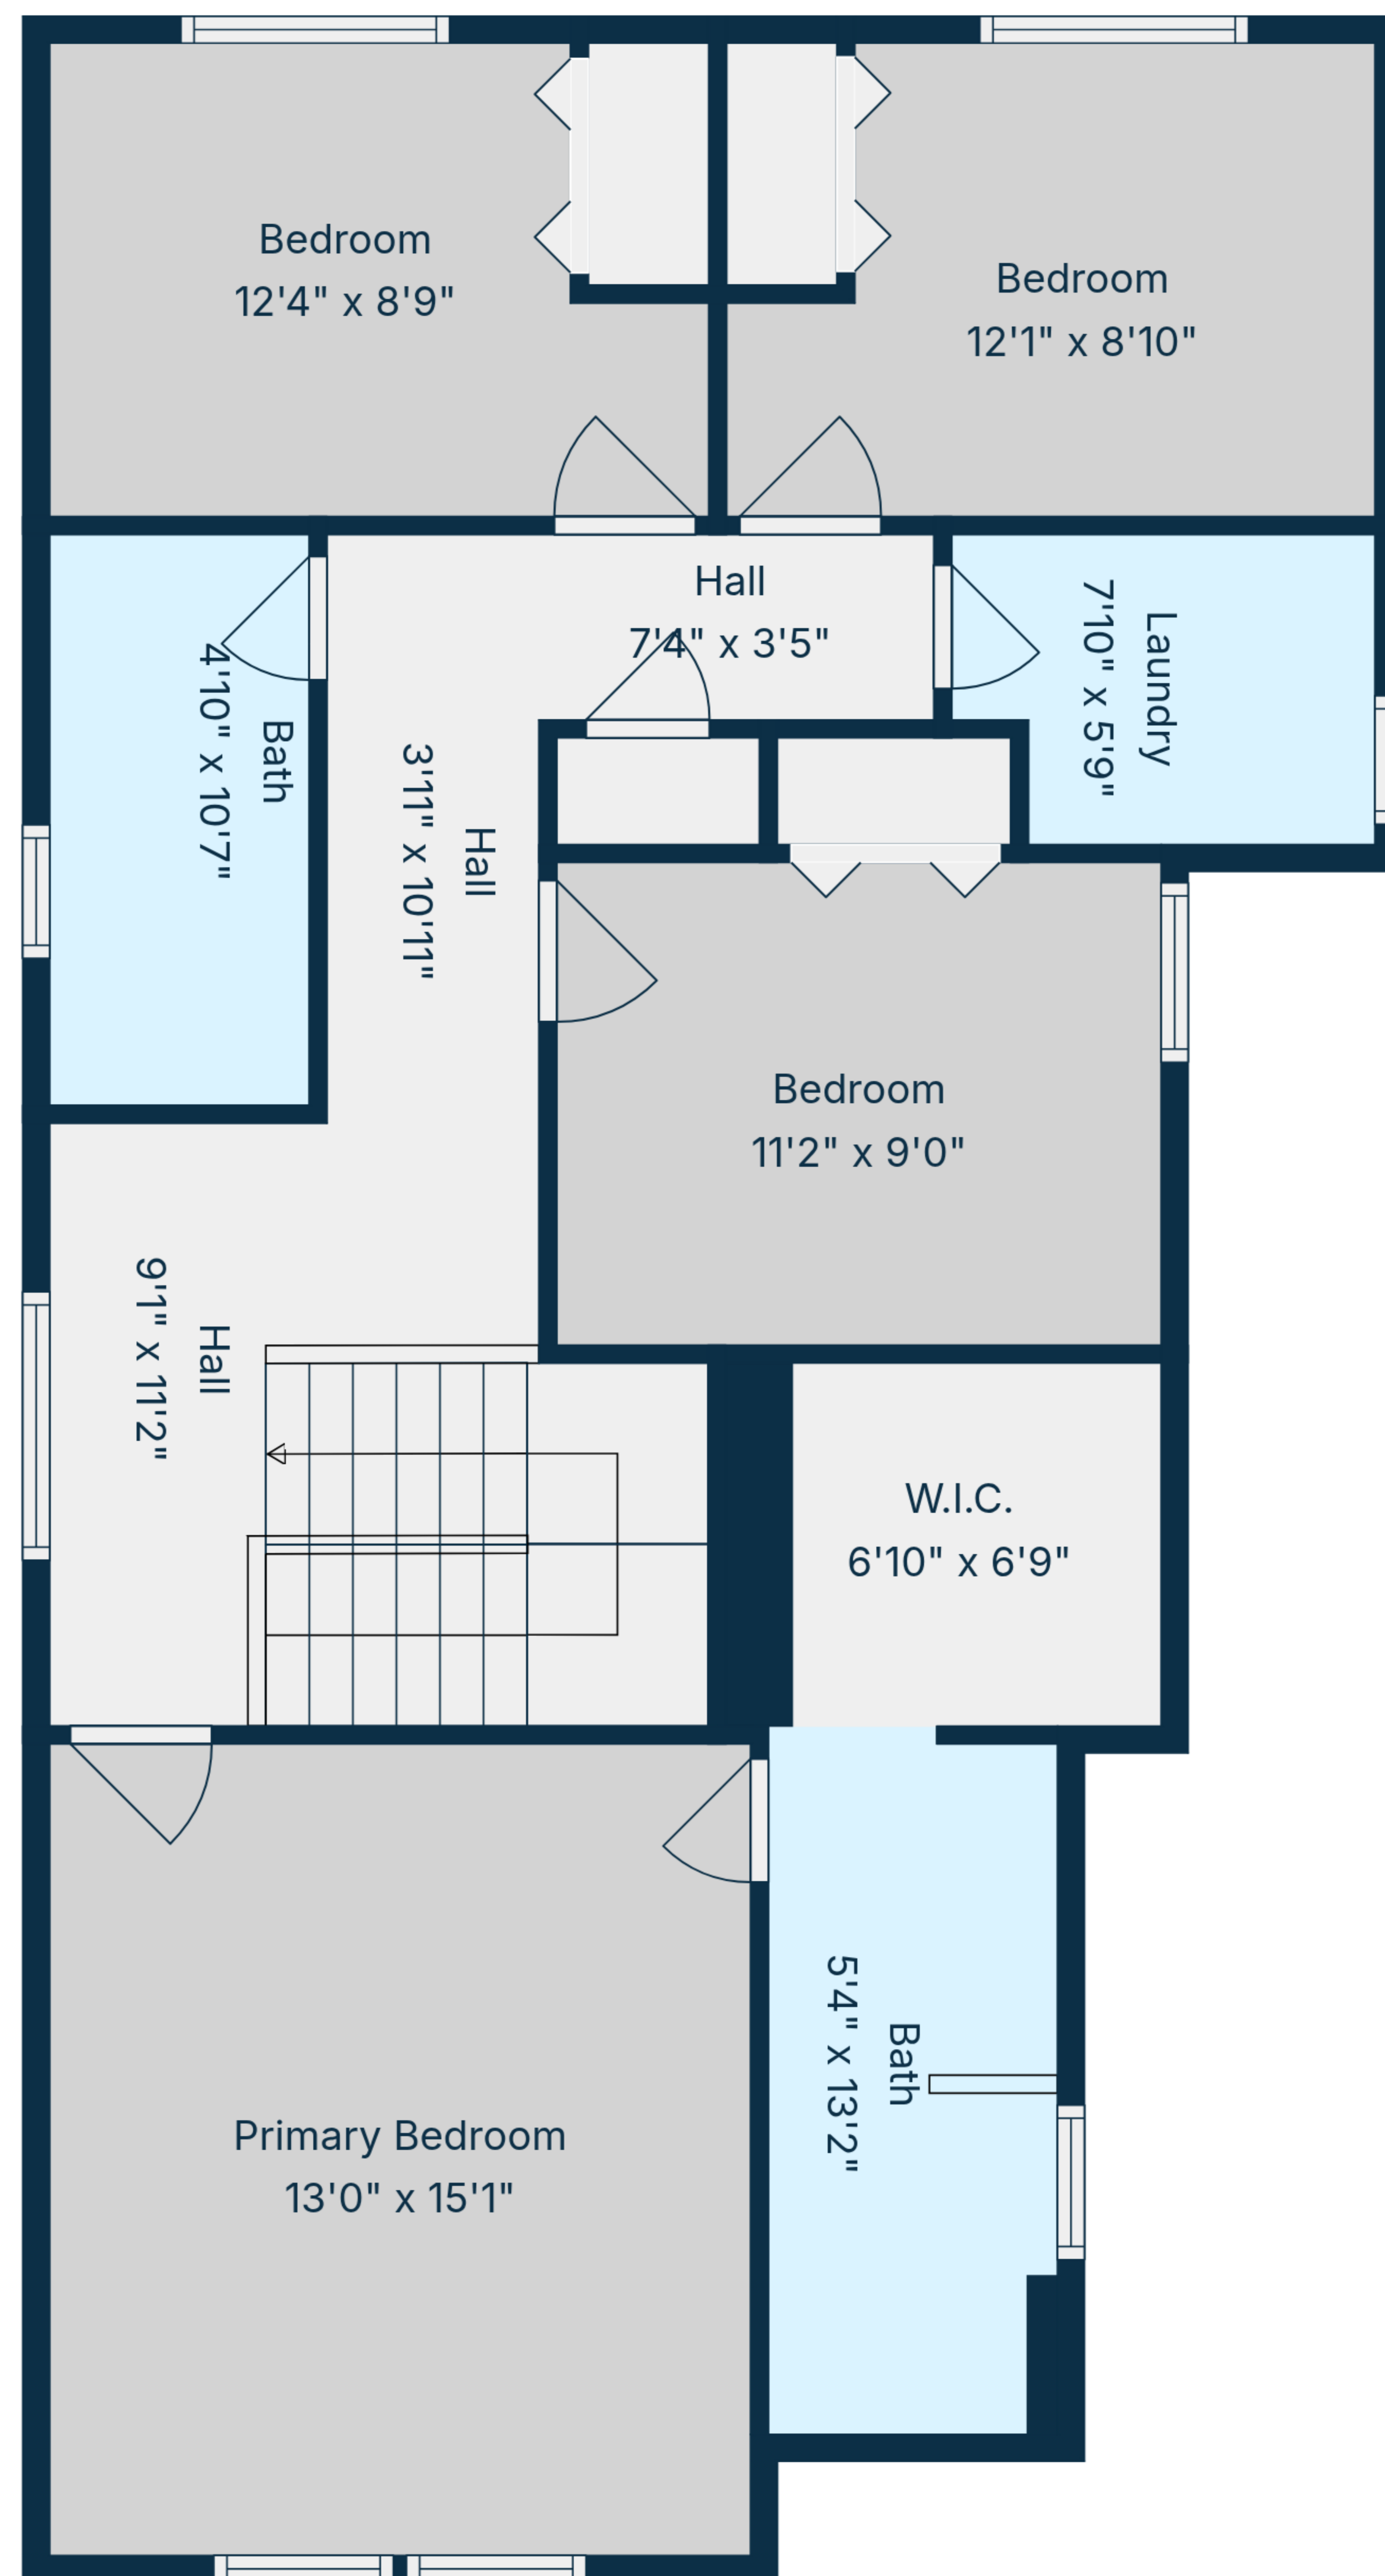 Bedroom
12'4" x 8'9"
Bedroom
12'1" x 8'10"
Hall
7'4" x 3'5"
Laundry
7'10" x 5'9"
Bath
4'10" x 10'7"
Hall
3'11" x 10'11"
Bedroom
11'2" x 9'0"
Hall
9'1" x 11'2"
W.I.C.
6'10" x 6'9"
Bath
5'4" x 13'2"
Primary Bedroom
13'0" x 15'1"